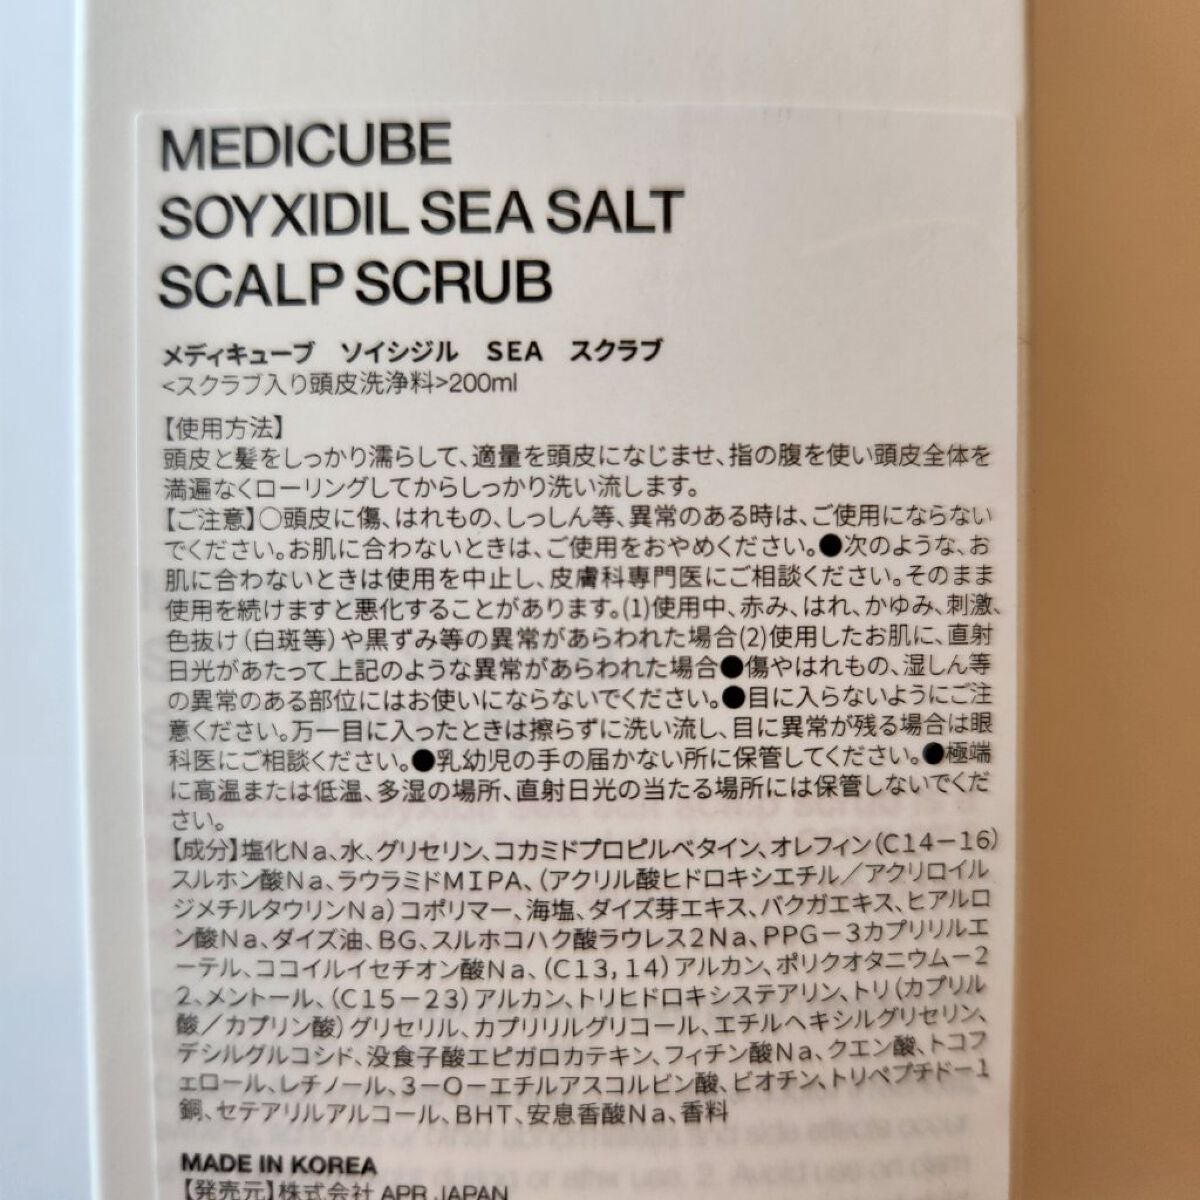 MEDICUBE
SOYXIDIL SEA SALT
SCALP SCRUB
メディキューブ ソイシジル SEA スクラブ
<スクラブ入り頭皮洗浄料>200ml
【使用方法】
頭皮と髪をしっかり濡らして、適量を頭皮になじませ、指の腹を使い頭皮全体を
満遍なくローリングしてからしっかり洗い流します。
【ご注意】○頭皮に傷、はれもの、しっしん等、異常のある時は、ご使用にならない
でください。お肌に合わないときは、ご使用をおやめください。●次のような、お
肌に合わないときは使用を中止し、皮膚科専門医にご相談ください。そのまま
使用を続けますと悪化することがあります。(1)使用中、赤み、はれ、かゆみ、刺激、
色抜け(白斑等)や黒ずみ等の異常があらわれた場合(2)使用したお肌に、直射
日光があたって上記のような異常があらわれた場合●傷やはれもの、湿しん等
の異常のある部位にはお使いにならないでください。●目に入らないようにご注
意ください。万一目に入ったときは擦らずに洗い流し、目に異常が残る場合は眼
科医にご相談ください。●乳幼児の手の届かない所に保管してください。●極端
に高温または低温、多湿の場所、直射日光の当たる場所には保管しないでくだ
さい。
【成分】塩化Na、水、グリセリン、コカミドプロピルベタイン、オレフィン(C14-16)
スルホン酸Na、ラウラミドMIPA、(アクリル酸ヒドロキシエチル／アクリロイル
ジメチルタウリンNa)コポリマー、海塩、ダイズ芽エキス、バクガエキス、ヒアルロ
ン酸Na、ダイズ油、BG、スルホコハク酸ラウレス2Na、PPG-3カプリリルエ
ーテル、ココイルイセチオン酸Na、(C13,14)アルカン、ポリクオタニウム-2
2、メントール、(C15-23)アルカン、トリヒドロキシステアリン、トリ(カプリル
酸／カプリン酸)グリセリル、カプリリルグリコール、エチルヘキシルグリセリン、
デシルグルコシド、没食子酸エピガロカテキン、フィチン酸Na、クエン酸、トコフ
ェロール、レチノール、3-O-エチルアスコルビン酸、ビオチン、トリペプチド-1
銅、セテアリルアルコール、BHT、安息香酸Na、香料
MADE IN KOREA
【発売元】株式会社 APR JAPAN